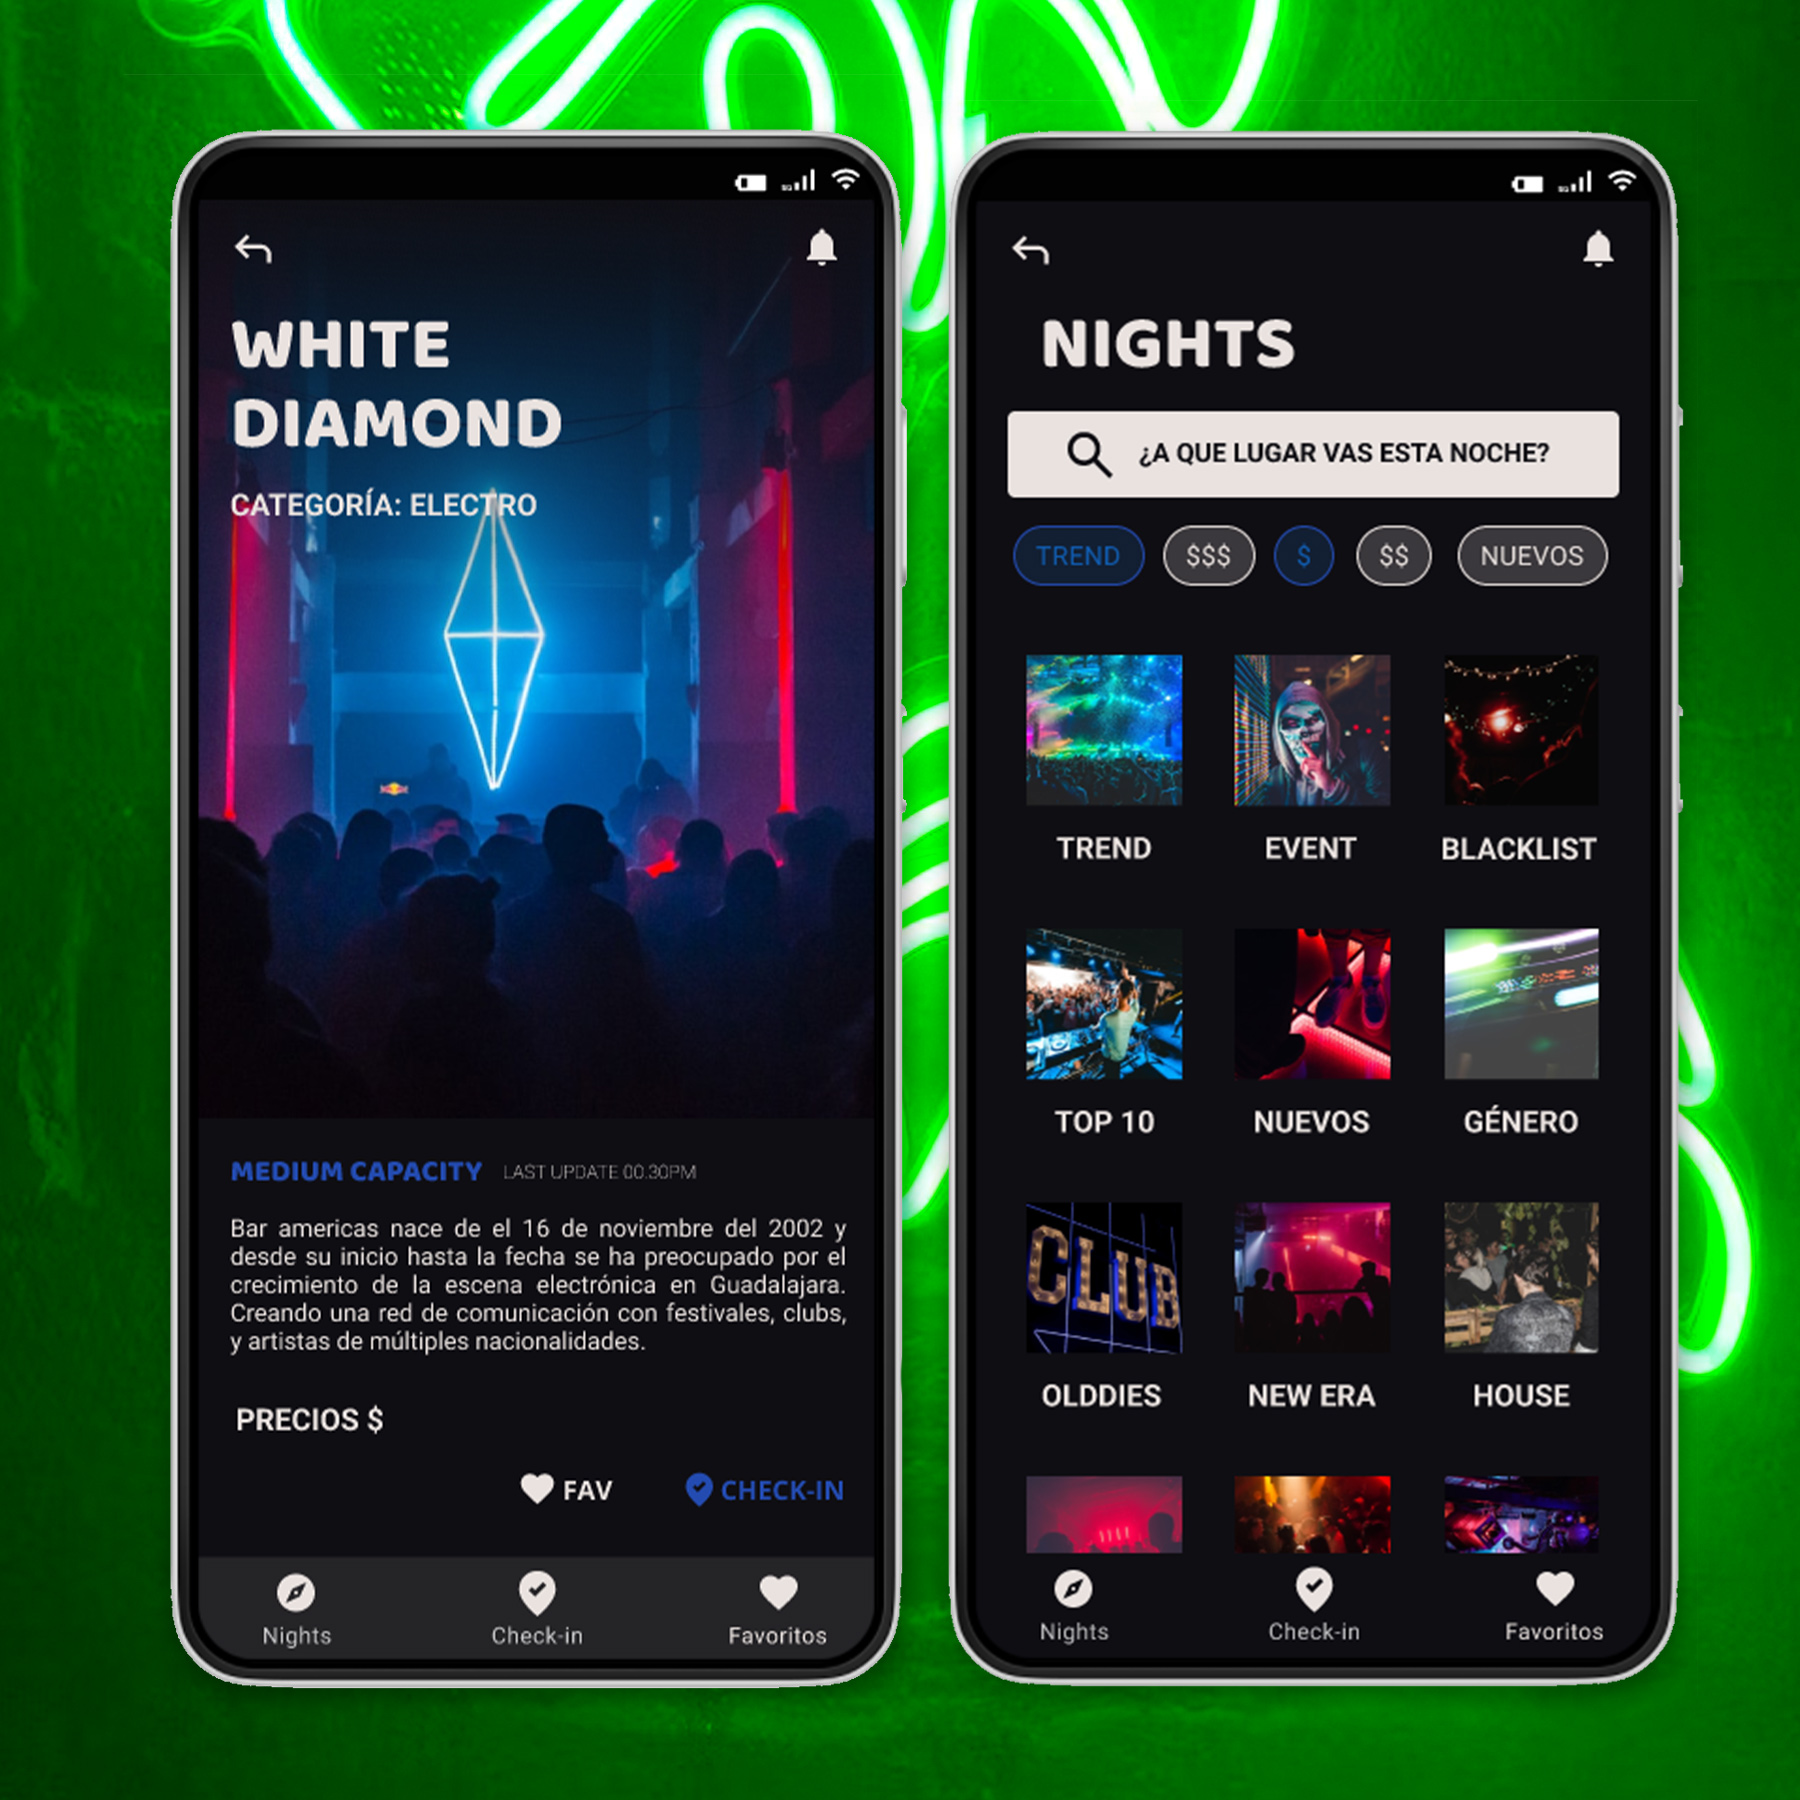 WHITE
DIAMOND
CATEGORÍA: ELECTRO
MEDIUM CAPACITY LAST UPDATE 00.30PM
Bar americas nace de el 16 de noviembre del 2002 y
desde su inicio hasta la fecha se ha preocupado por el
crecimiento de la escena electrónica en Guadalajara.
Creando una red de comunicación con festivales, clubs,
y artistas de múltiples nacionalidades.
PRECIOS $
FAV CHECK-IN
Nights Check-in Favoritos
NIGHTS
¿A QUE LUGAR VAS ESTA NOCHE?
TREND $$$ $ $$ NUEVOS
TREND EVENT BLACKLIST
TOP 10 NUEVOS GÉNERO
CLUB
OLDDIES NEW ERA HOUSE
Nights Check-in Favoritos